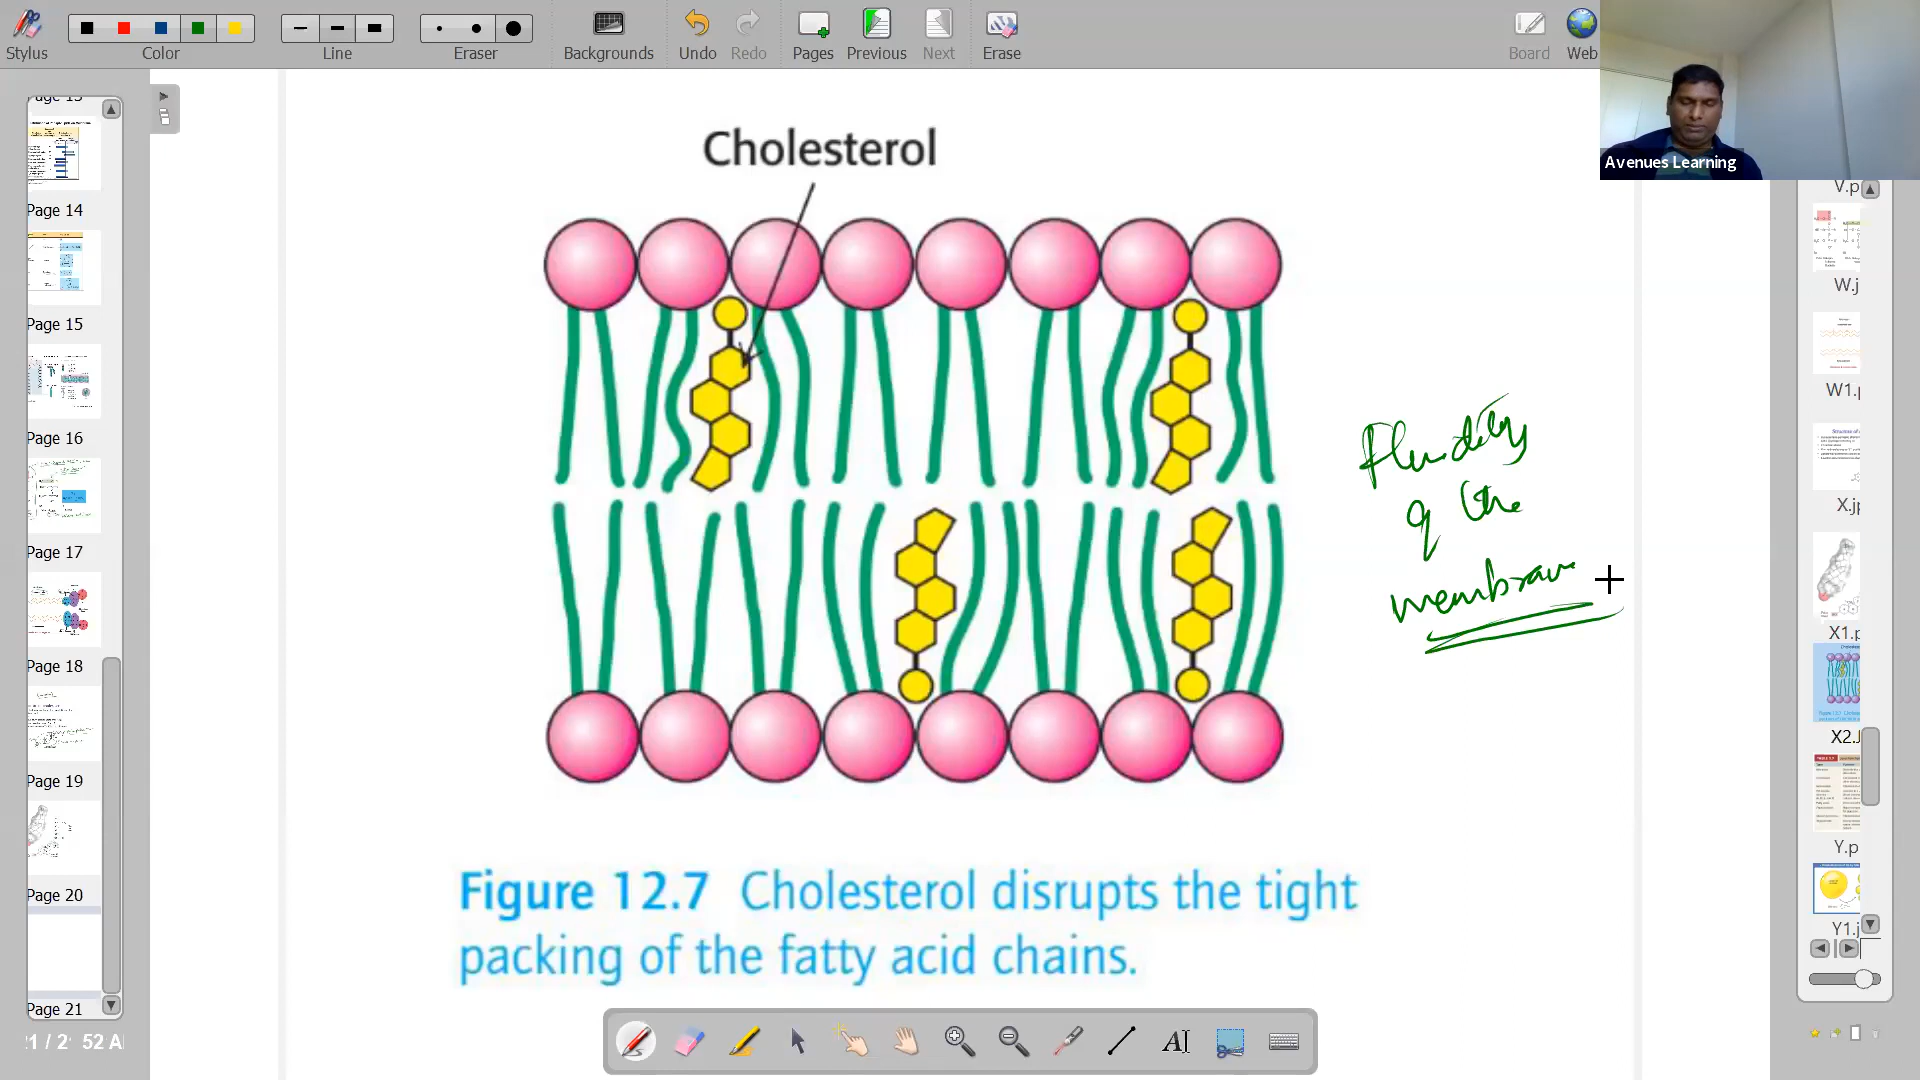 Stylus
Color
Line
Eraser
Backgrounds
Undo
Redo
Pages
Previous
Next
Erase
Board
Web
Avenues Learning
Page 14
Page 15
Page 16
Page 17
Page 18
Page 19
Page 20
Page 21
Cholesterol
Fluidity
of the
membrane
Figure 12.7 Cholesterol disrupts the tight
packing of the fatty acid chains.
V.p
W.j
W1.p
X.jp
X1.p
X2.J
Y.p
Y1.j